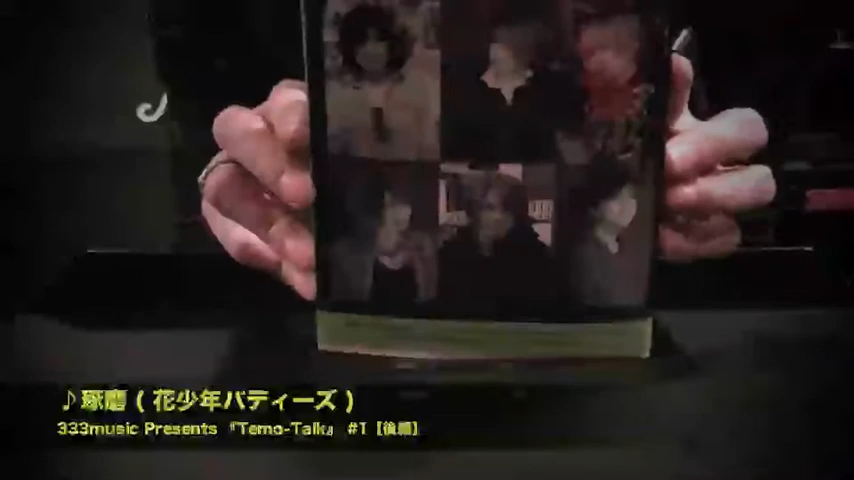 ♪琢磨 ( 花少年バディーズ )
333music Presents 『Temo-Talk』 #1【後編】